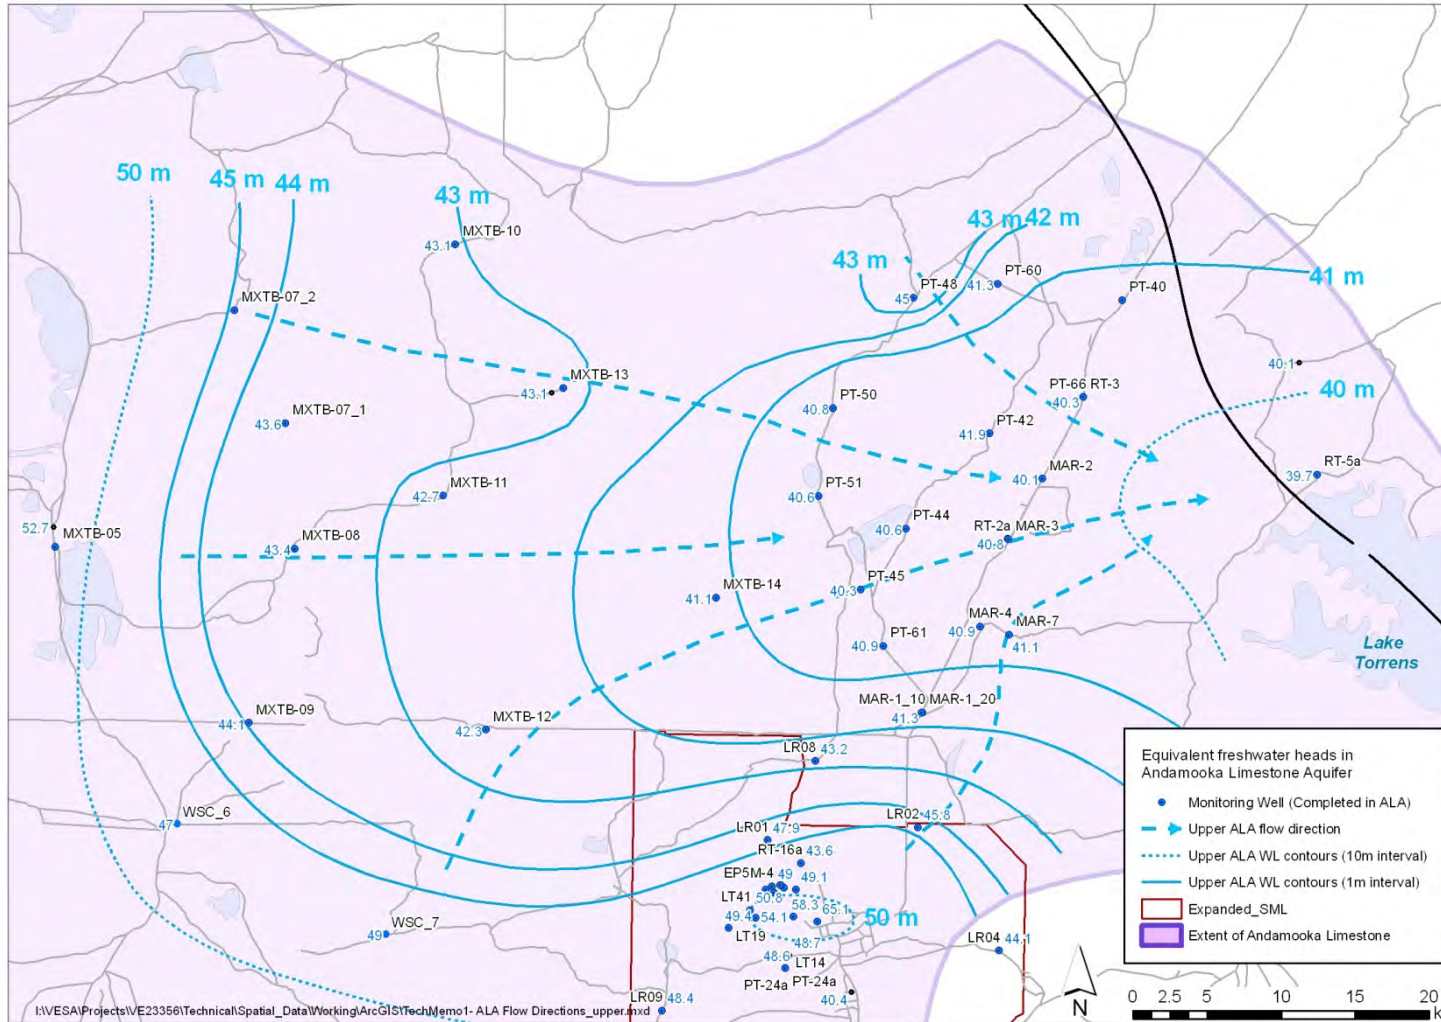 50 m
45 m
44 m
43 m
MXTB-10
43.1
43 m
42 m
43 m
41 m
PT-60
41.3
PT-48
45
PT-40
MXTB-07_2
40.1
MXTB-13
43.1
PT-66 RT-3
40.3
40 m
MXTB-07_1
43.6
PT-50
40.8
PT-42
41.9
MXTB-11
42.7
PT-51
40.6
MAR-2
40.1
RT-5a
39.7
52.7
MXTB-05
MXTB-08
43.4
PT-44
40.6
RT-2a MAR-3
40.8
PT-45
40.3
MXTB-14
41.1
MAR-4
40.9
MAR-7
41.1
PT-61
40.9
Lake
Torrens
MXTB-09
44.1
MXTB-12
42.3
MAR-1_10 MAR-1_20
41.3
LR08
43.2
WSC_6
47
LR01
47.9
LR02
45.8
RT-16a
43.6
EP5M-4
49
49.1
50.8
58.3
65.1
LT41
49.4
54.1
50 m
LT19
48.7
WSC_7
49
48.6
LT14
PT-24a
PT-24a
40.4
LR04
44.1
LR09
48.4
Equivalent freshwater heads in
Andamooka Limestone Aquifer
Monitoring Well (Completed in ALA)
Upper ALA flow direction
Upper ALA WL contours (10m interval)
Upper ALA WL contours (1m interval)
Expanded_SML
Extent of Andamooka Limestone
N
0 2.5 5 10 15 20
I:\VESA\Projects\VE23356\Technical\Spatial_Data\Working\ArcGIS\TechMemo1- ALA Flow Directions_upper.mxd